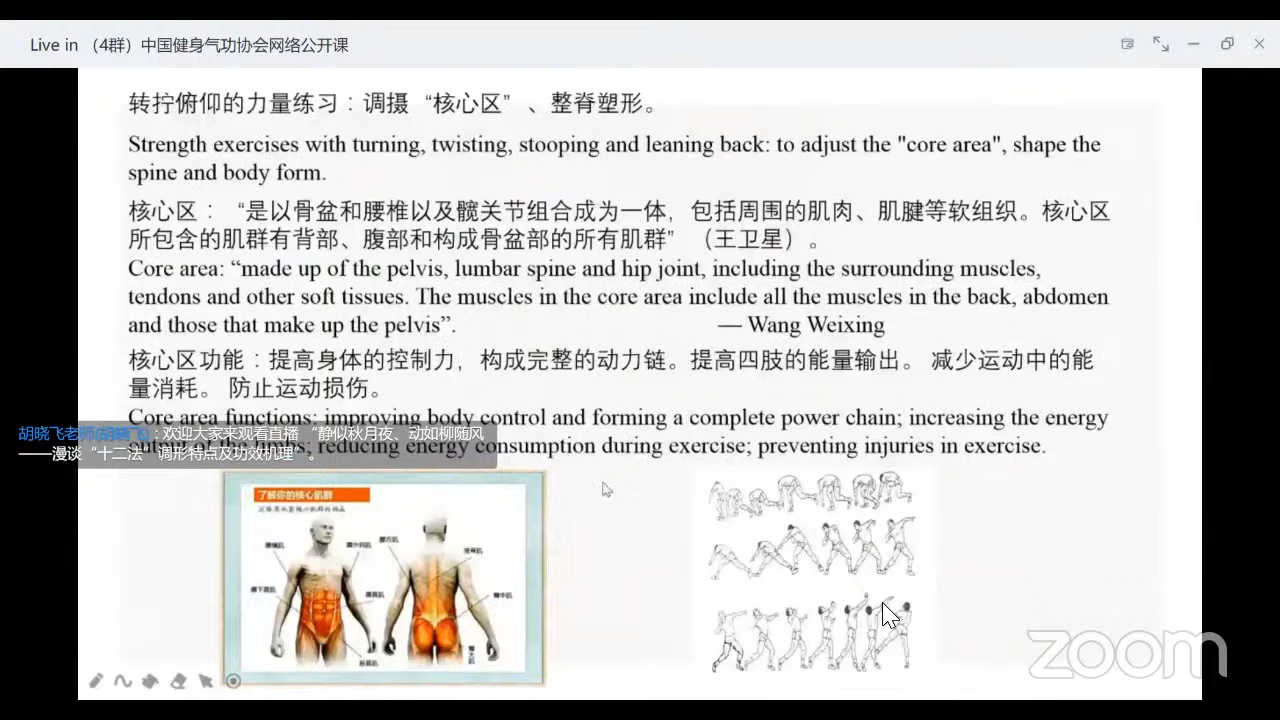 Live in （4群）中国健身气功协会网络公开课
转拧俯仰的力量练习：调摄“核心区”、整脊塑形。
Strength exercises with turning, twisting, stooping and leaning back: to adjust the "core area", shape the
spine and body form.
核心区： “是以骨盆和腰椎以及髋关节组合成为一体，包括周围的肌肉、肌腱等软组织。核心区
所包含的肌群有背部、腹部和构成骨盆部的所有肌群” （王卫星）。
Core area: “made up of the pelvis, lumbar spine and hip joint, including the surrounding muscles,
tendons and other soft tissues. The muscles in the core area include all the muscles in the back, abdomen
and those that make up the pelvis”. — Wang Weixing
核心区功能：提高身体的控制力，构成完整的动力链。提高四肢的能量输出。 减少运动中的能
量消耗。 防止运动损伤。
Core area functions: improving body control and forming a complete power chain; increasing the energy
reducing energy consumption during exercise; preventing injuries in exercise.
胡晓飞老师(胡晓飞)：欢迎大家来观看直播 “静似秋月夜、动如柳随风
——漫谈“十二法”调形特点及功效机理”。
了解你的核心肌群
zoom